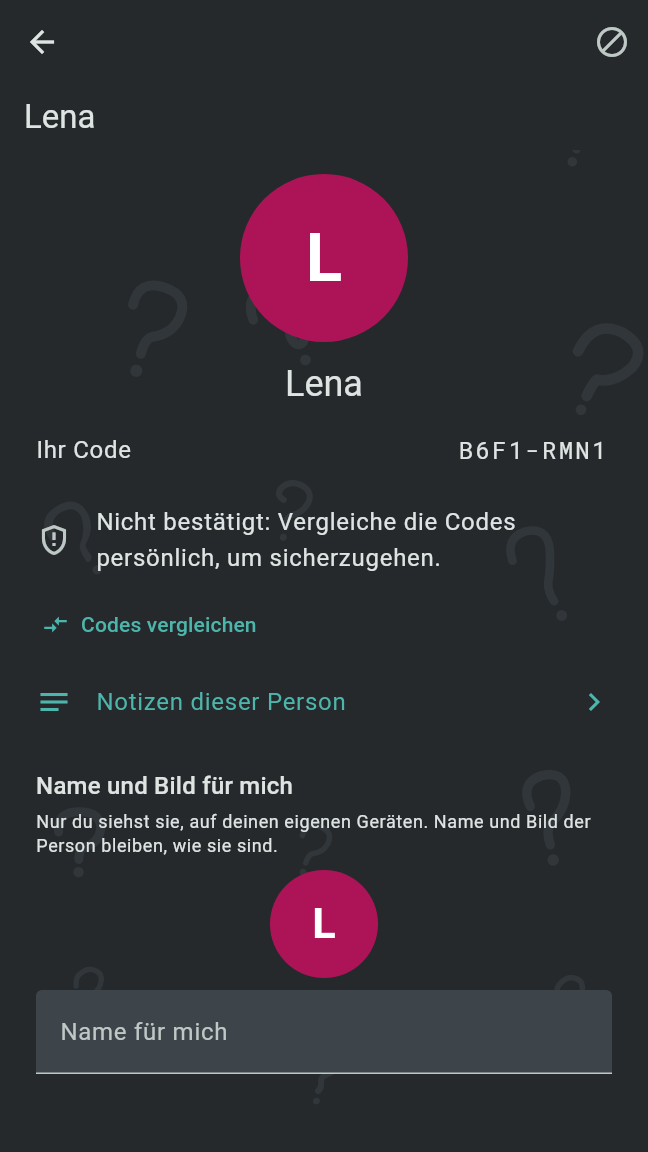 Lena
L
Lena
Ihr Code B6F1-RMN1
Nicht bestätigt: Vergleiche die Codes
persönlich, um sicherzugehen.
Codes vergleichen
Notizen dieser Person
Name und Bild für mich
Nur du siehst sie, auf deinen eigenen Geräten. Name und Bild der
Person bleiben, wie sie sind.
L
Name für mich